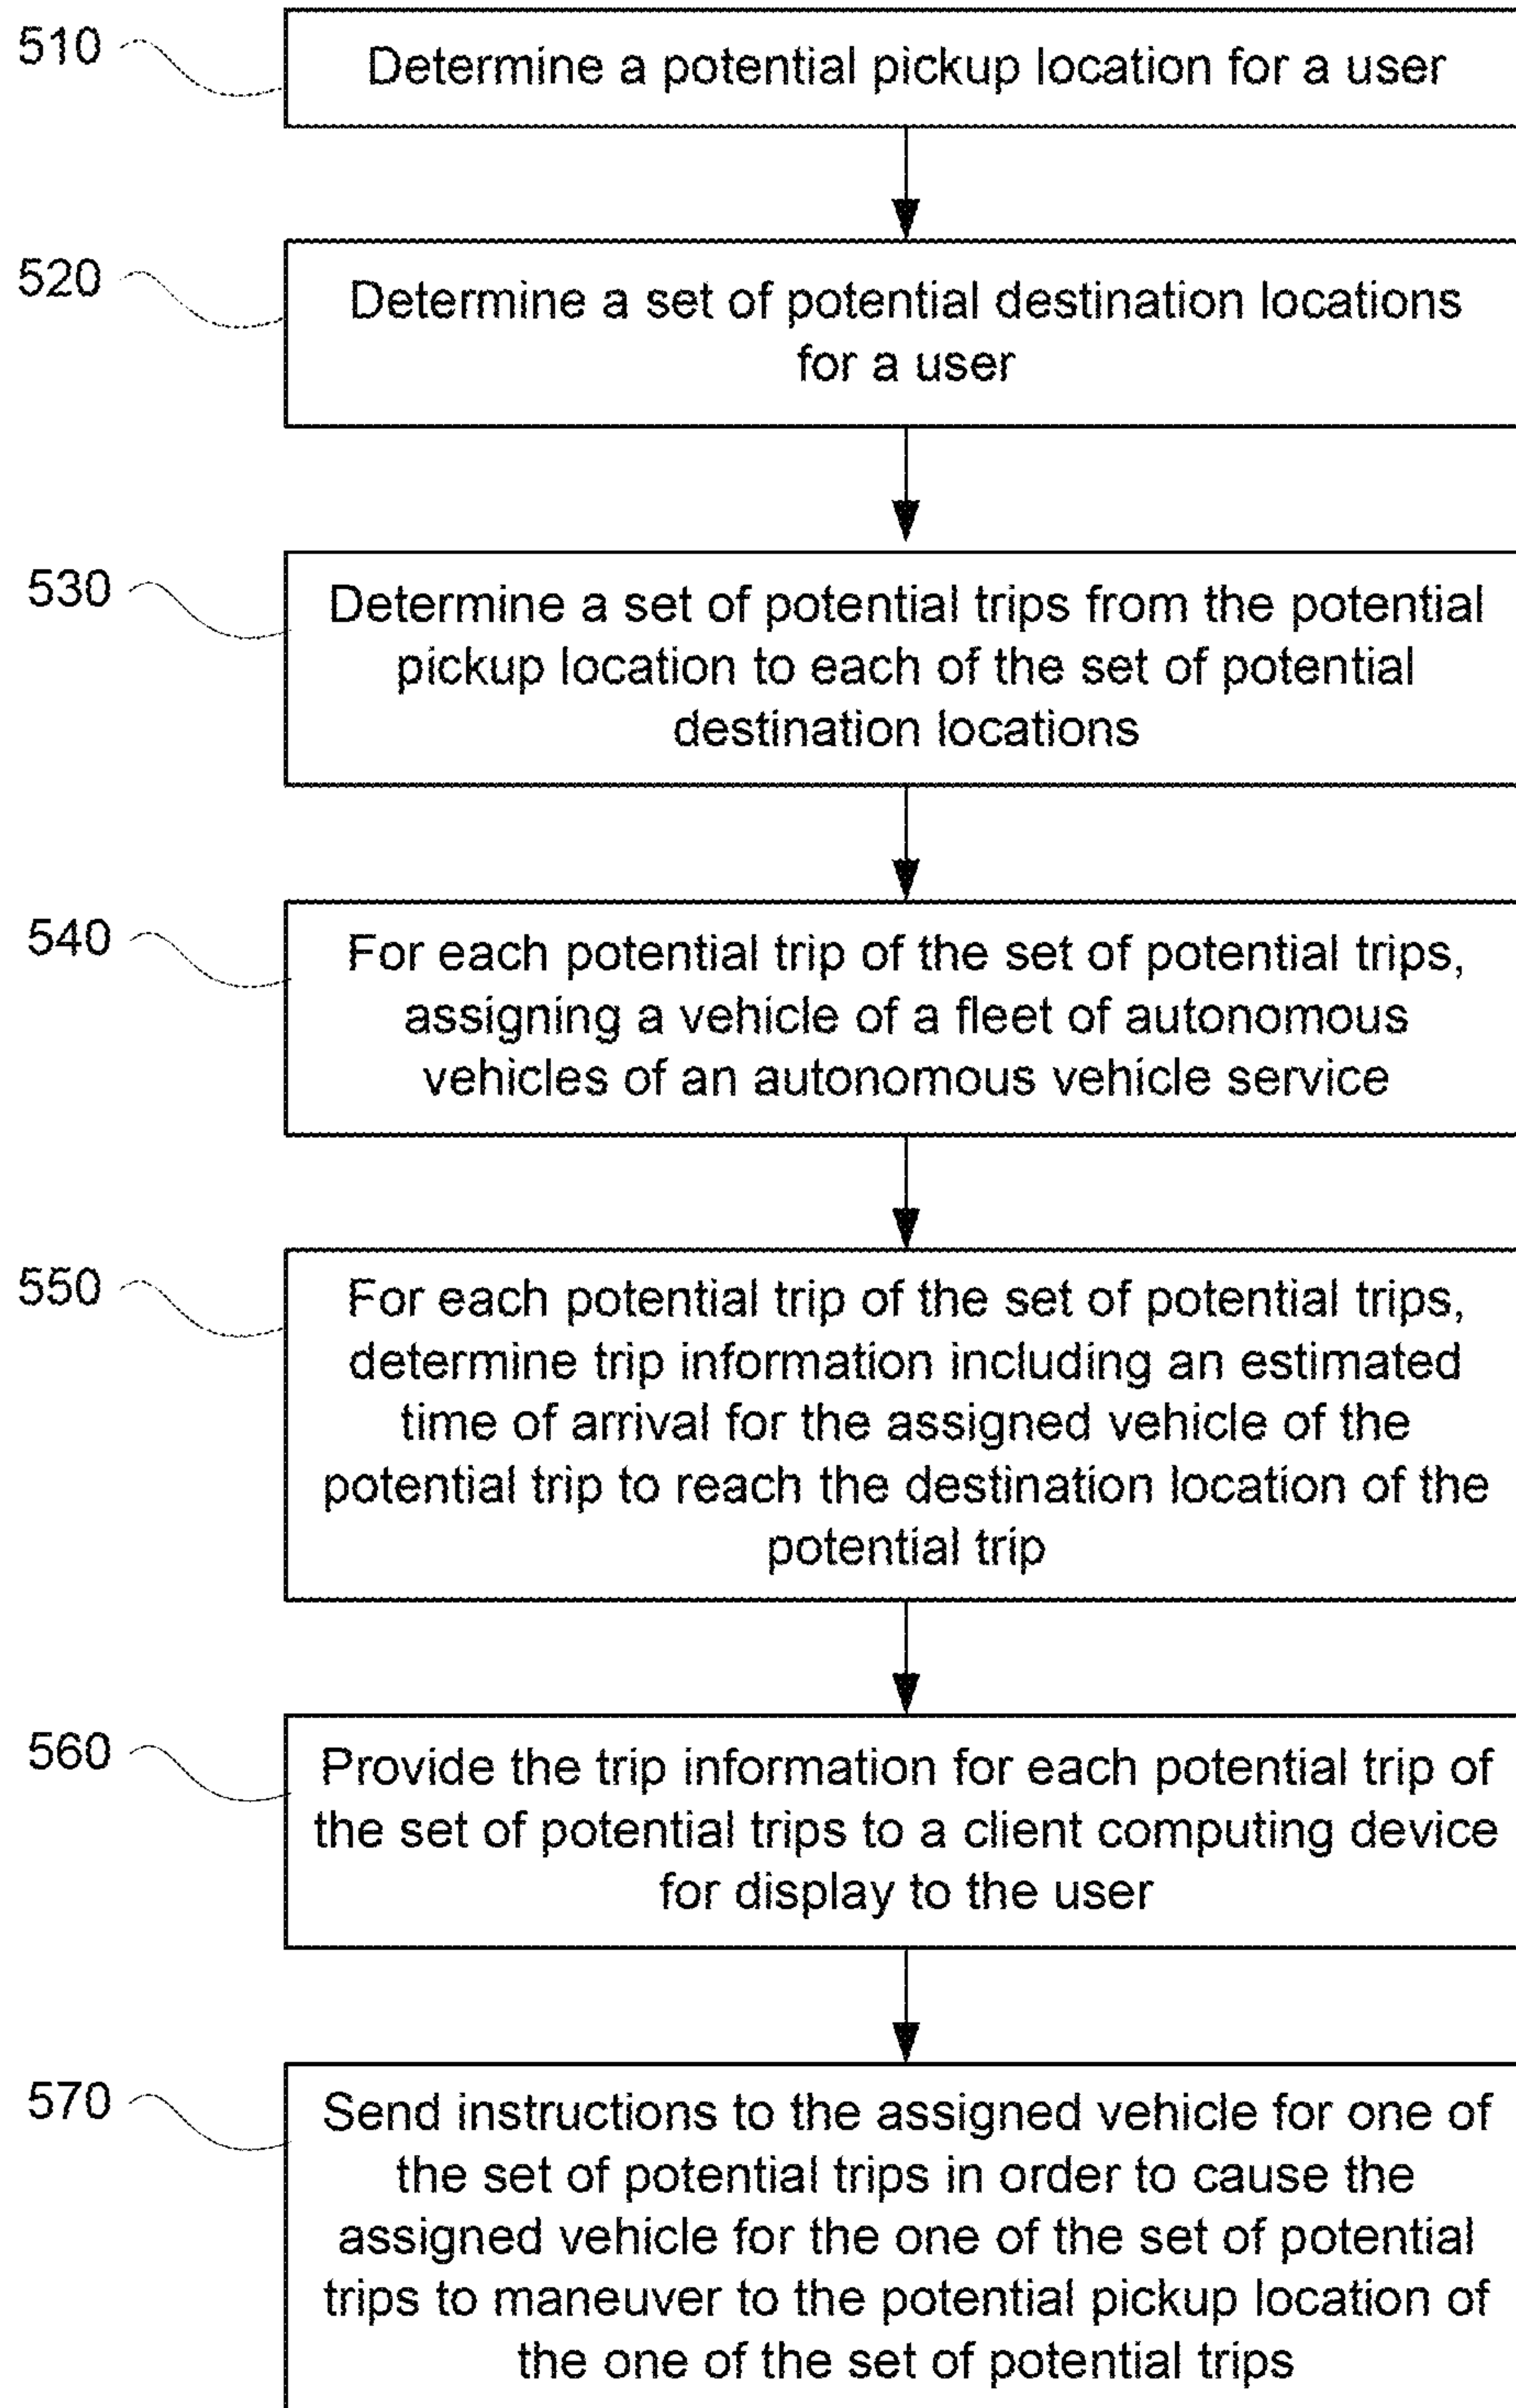 510
Determine a potential pickup location for a user
520
Determine a set of potential destination locations
for a user
530
Determine a set of potential trips from the potential
pickup location to each of the set of potential
destination locations
540
For each potential trip of the set of potential trips,
assigning a vehicle of a fleet of autonomous
vehicles of an autonomous vehicle service
550
For each potential trip of the set of potential trips,
determine trip information including an estimated
time of arrival for the assigned vehicle of the
potential trip to reach the destination location of the
potential trip
560
Provide the trip information for each potential trip of
the set of potential trips to a client computing device
for display to the user
570
Send instructions to the assigned vehicle for one of
the set of potential trips in order to cause the
assigned vehicle for the one of the set of potential
trips to maneuver to the potential pickup location of
the one of the set of potential trips